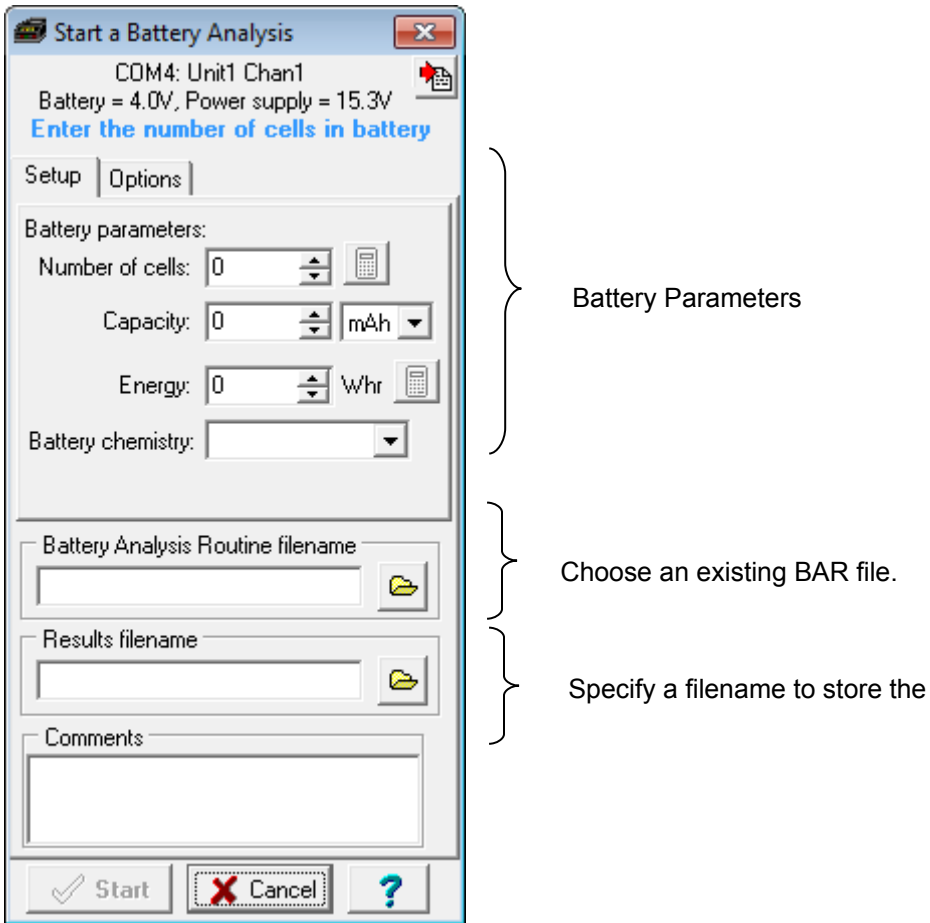 Start a Battery Analysis
COM4: Unit1 Chan1
Battery = 4.0V, Power supply = 15.3V
Enter the number of cells in battery
Setup Options
Battery parameters:
Number of cells: 0
Capacity: 0 mAh
Energy: 0 Whr
Battery chemistry:
Battery Parameters
Battery Analysis Routine filename
Choose an existing BAR file.
Results filename
Specify a filename to store the
Comments
Start Cancel ?